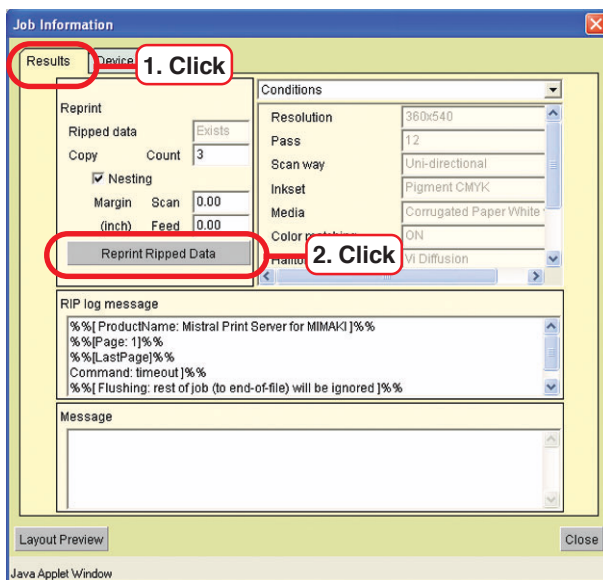 Job Information
Results
Device
1. Click
Reprint
Ripped data Exists
Copy Count 3
Nesting
Margin Scan 0.00
(inch) Feed 0.00
Reprint Ripped Data
2. Click
Conditions
Resolution 360x540
Pass 12
Scan way Uni-directional
Inkset Pigment CMYK
Media Corrugated Paper White
Color matching ON
Vi Diffusion
RIP log message
%%[ ProductName: Mistral Print Server for MIMAKI ]%%
%%[Page: 1]%%
%%[LastPage]%%
Command: timeout ]%%
%%[ Flushing: rest of job (to end-of-file) will be ignored ]%%
Message
Layout Preview
Close
Java Applet Window